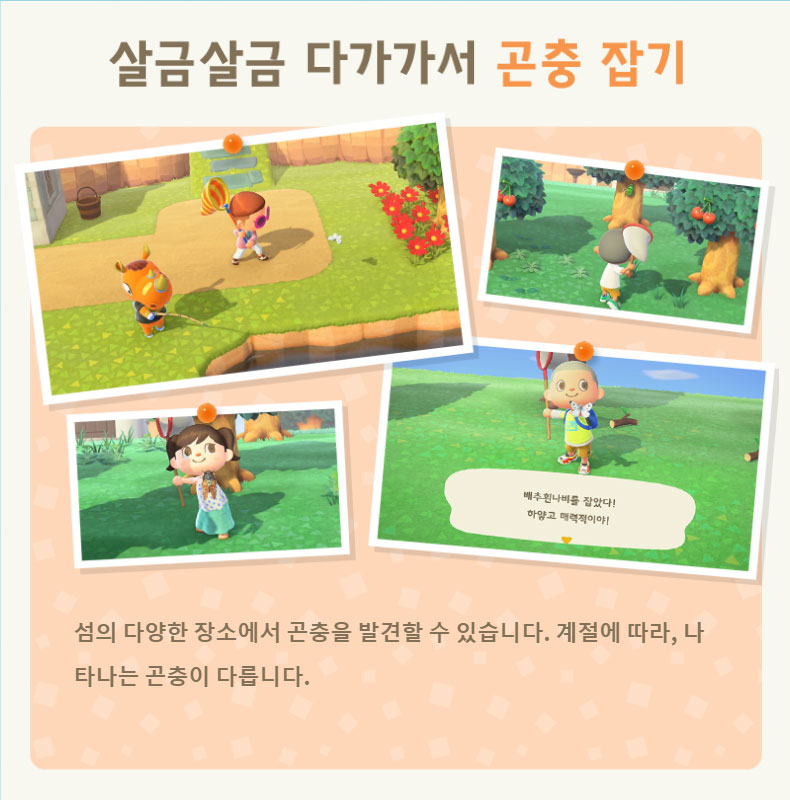 살금살금 다가가서 곤충 잡기
배추흰나비를 잡았다!
하얗고 매력적이야!
섬의 다양한 장소에서 곤충을 발견할 수 있습니다. 계절에 따라, 나
타나는 곤충이 다릅니다.